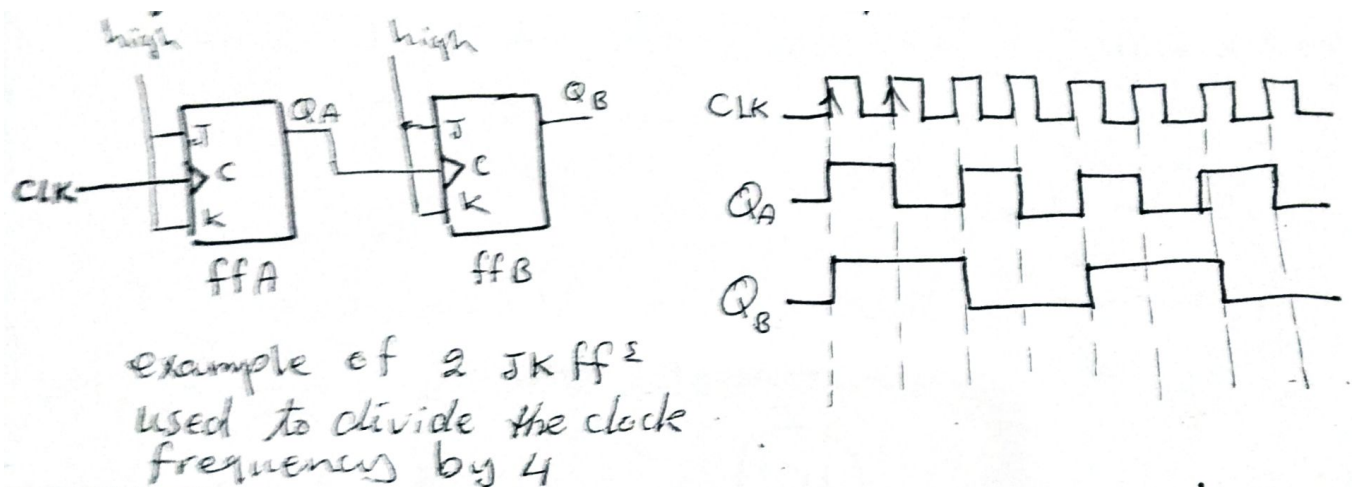 high
high
QA
QB
J
C
K
J
C
K
CLK
ffA
ffB
CLK
QA
QB
example of 2 JK ffs
used to divide the clock
frequency by 4